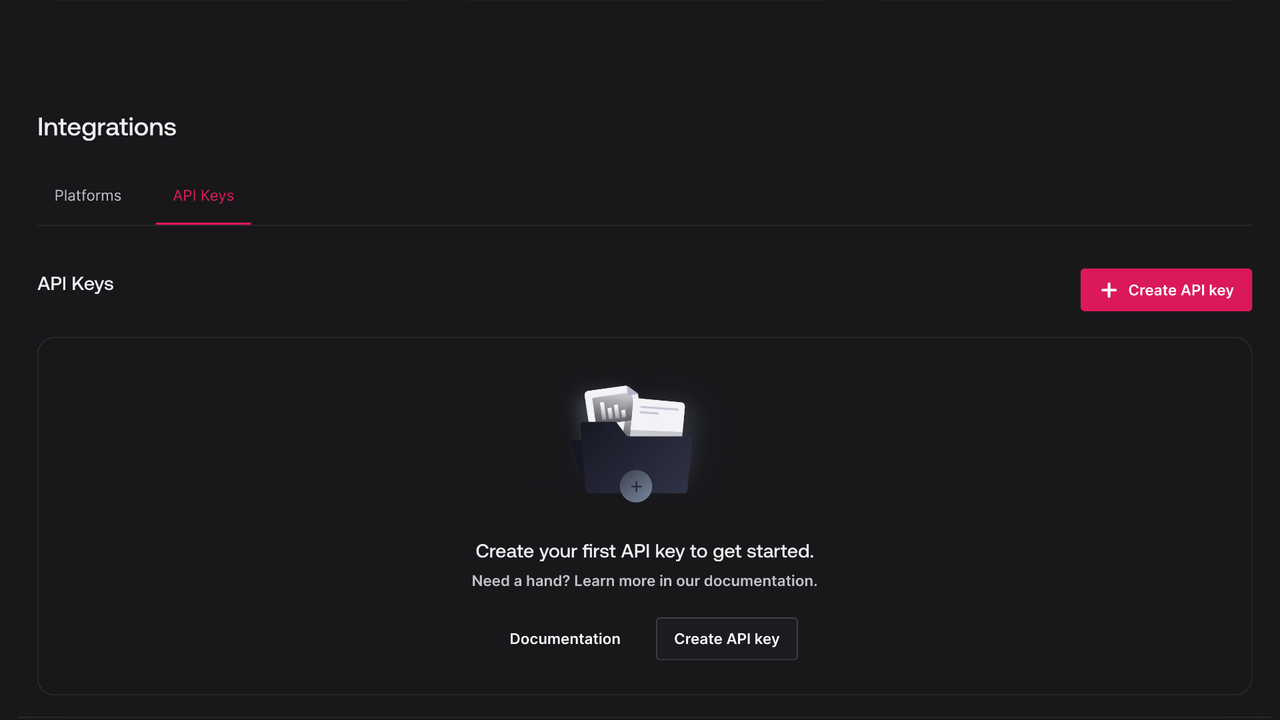 Integrations
Platforms
API Keys
API Keys
Create API key
Create your first API key to get started.
Need a hand? Learn more in our documentation.
Documentation
Create API key